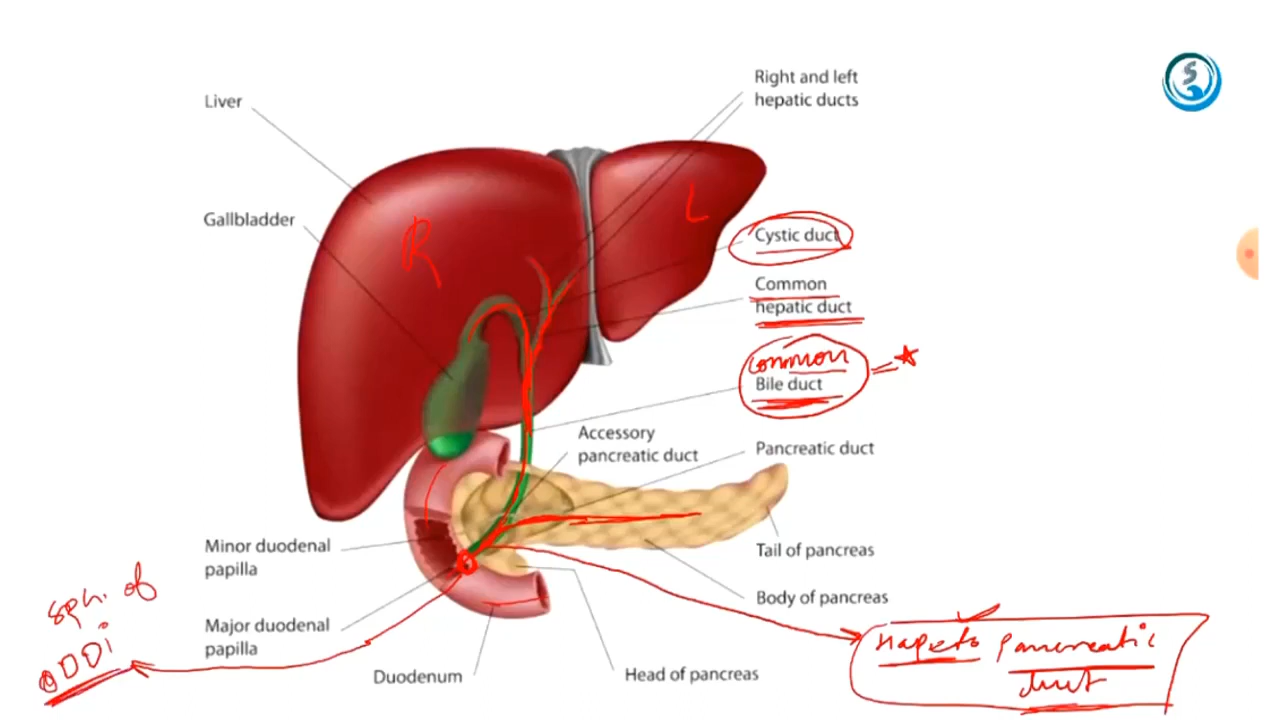 S
Right and left
hepatic ducts
Liver
Gallbladder
R
L
Cystic duct
Common
hepatic duct
common
Bile duct
Accessory
pancreatic duct
Pancreatic duct
Minor duodenal
papilla
Tail of pancreas
Body of pancreas
Major duodenal
papilla
Duodenum
Head of pancreas
sph. of
ODDi
Hapeto pancreatic
duct